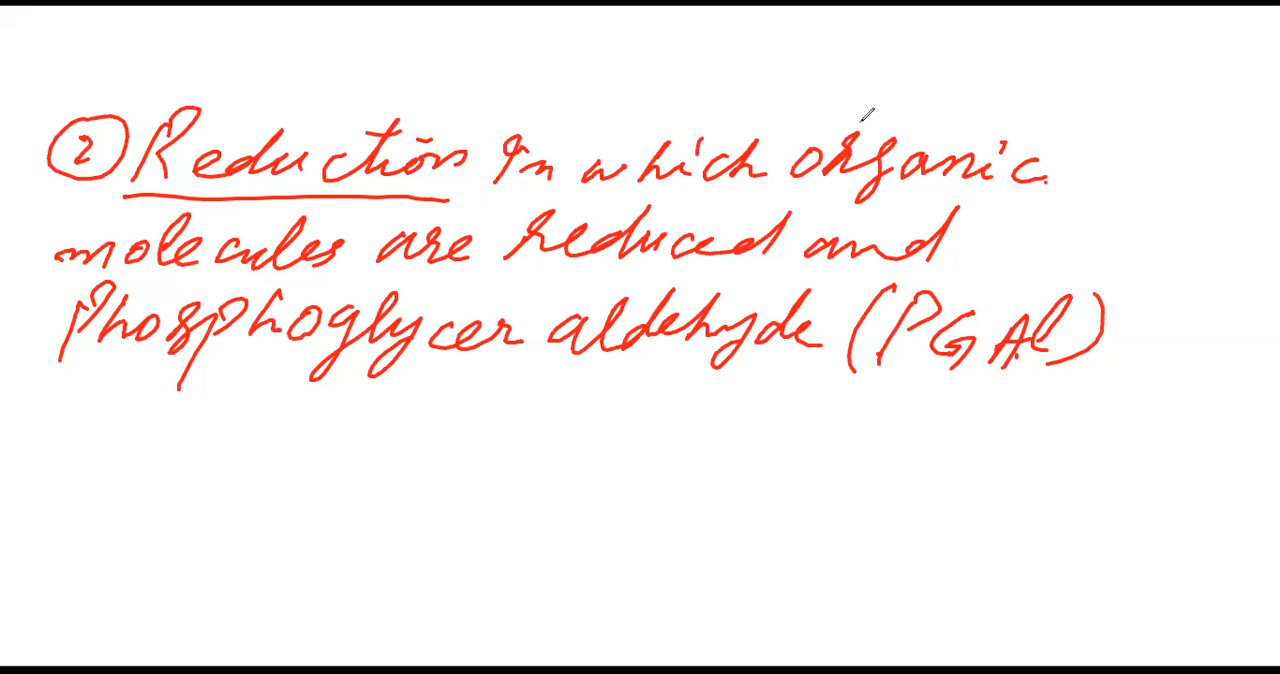 ② Reduction In which organic
molecules are reduced and
Phosphoglycer aldehyde (PGAl)